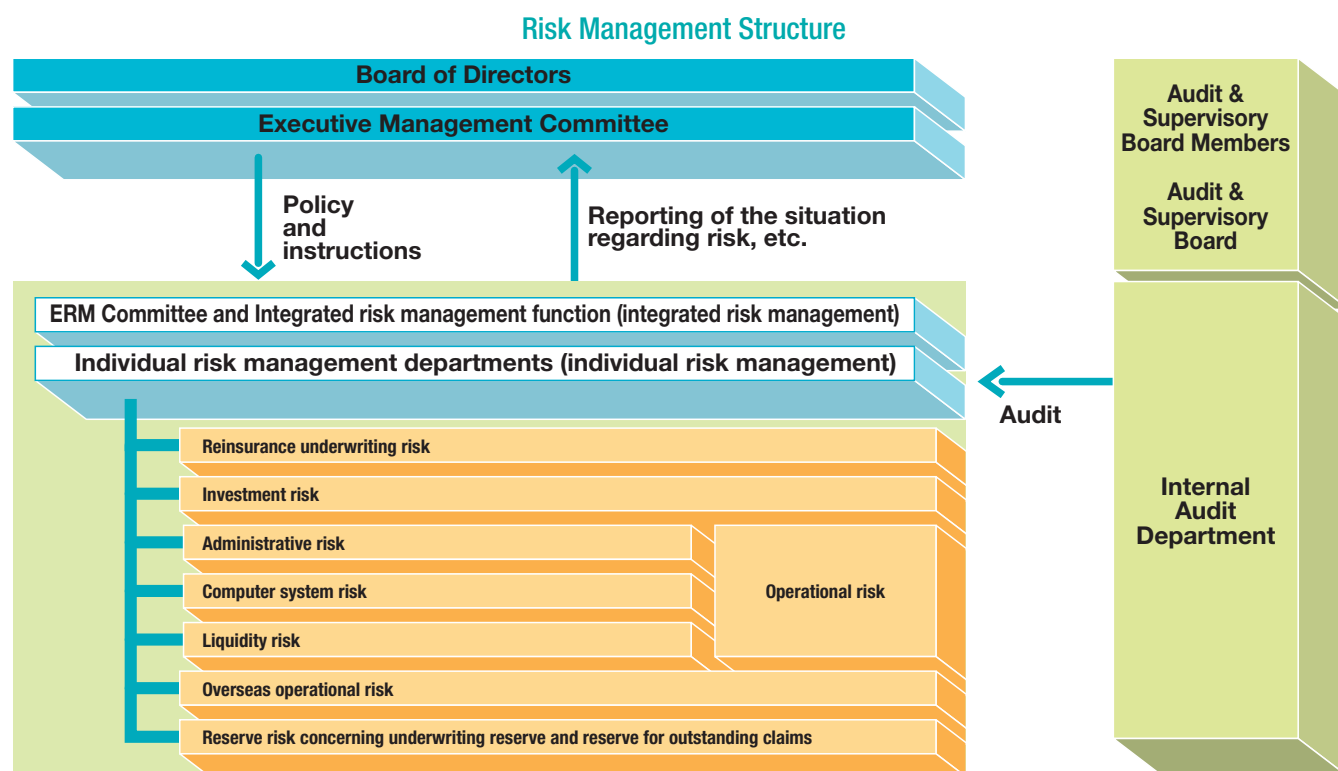 Risk Management Structure
Board of Directors
Executive Management Committee
Policy
and
instructions
Reporting of the situation
regarding risk, etc.
ERM Committee and Integrated risk management function (integrated risk management)
Individual risk management departments (individual risk management)
Reinsurance underwriting risk
Investment risk
Administrative risk
Computer system risk
Liquidity risk
Operational risk
Overseas operational risk
Reserve risk concerning underwriting reserve and reserve for outstanding claims
Audit
Audit &
Supervisory
Board Members
Audit &
Supervisory
Board
Internal
Audit
Department